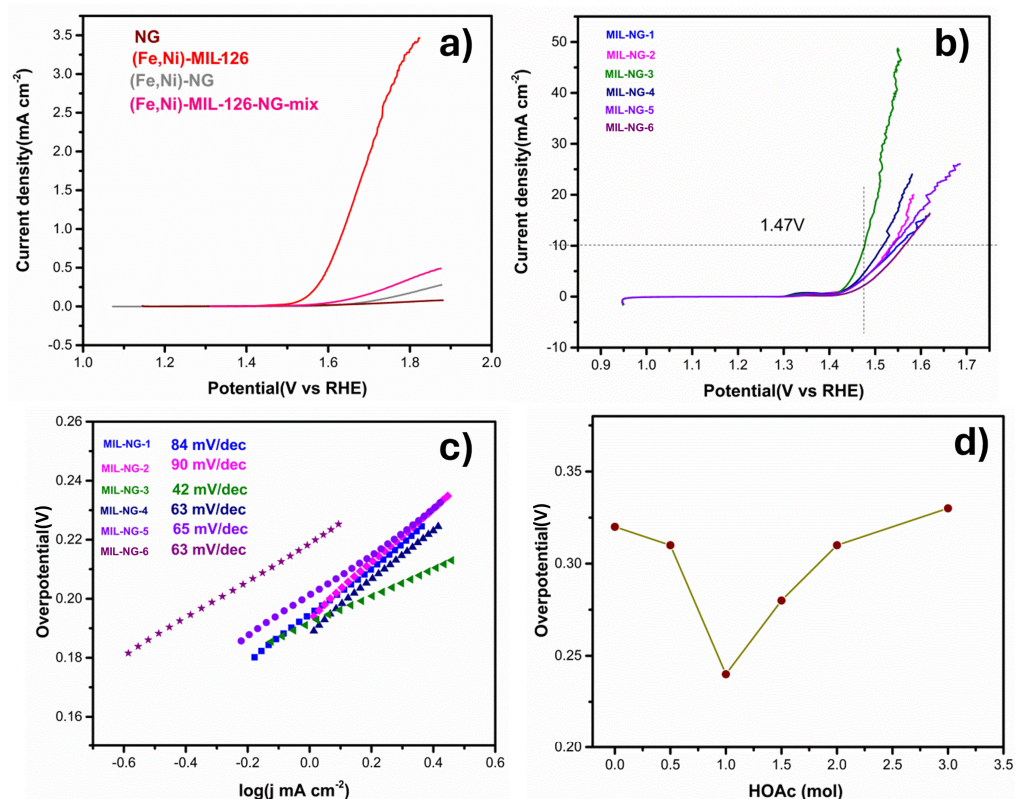 a)
NG
(Fe,Ni)-MIL-126
(Fe,Ni)-NG
(Fe,Ni)-MIL-126-NG-mix
Current density(mA cm⁻²)
3.5
3.0
2.5
2.0
1.5
1.0
0.5
0.0
-0.5
1.0 1.2 1.4 1.6 1.8 2.0
Potential(V vs RHE)
b)
MIL-NG-1
MIL-NG-2
MIL-NG-3
MIL-NG-4
MIL-NG-5
MIL-NG-6
1.47V
Current density(mA cm⁻²)
50
40
30
20
10
0
-10
0.9 1.0 1.1 1.2 1.3 1.4 1.5 1.6 1.7
Potential(V vs RHE)
c)
MIL-NG-1 84 mV/dec
MIL-NG-2 90 mV/dec
MIL-NG-3 42 mV/dec
MIL-NG-4 63 mV/dec
MIL-NG-5 65 mV/dec
MIL-NG-6 63 mV/dec
Overpotential(V)
0.26
0.24
0.22
0.20
0.18
0.16
-0.6 -0.4 -0.2 0.0 0.2 0.4 0.6
log(j mA cm⁻²)
d)
Overpotential(V)
0.35
0.30
0.25
0.20
0.0 0.5 1.0 1.5 2.0 2.5 3.0 3.5
HOAc (mol)